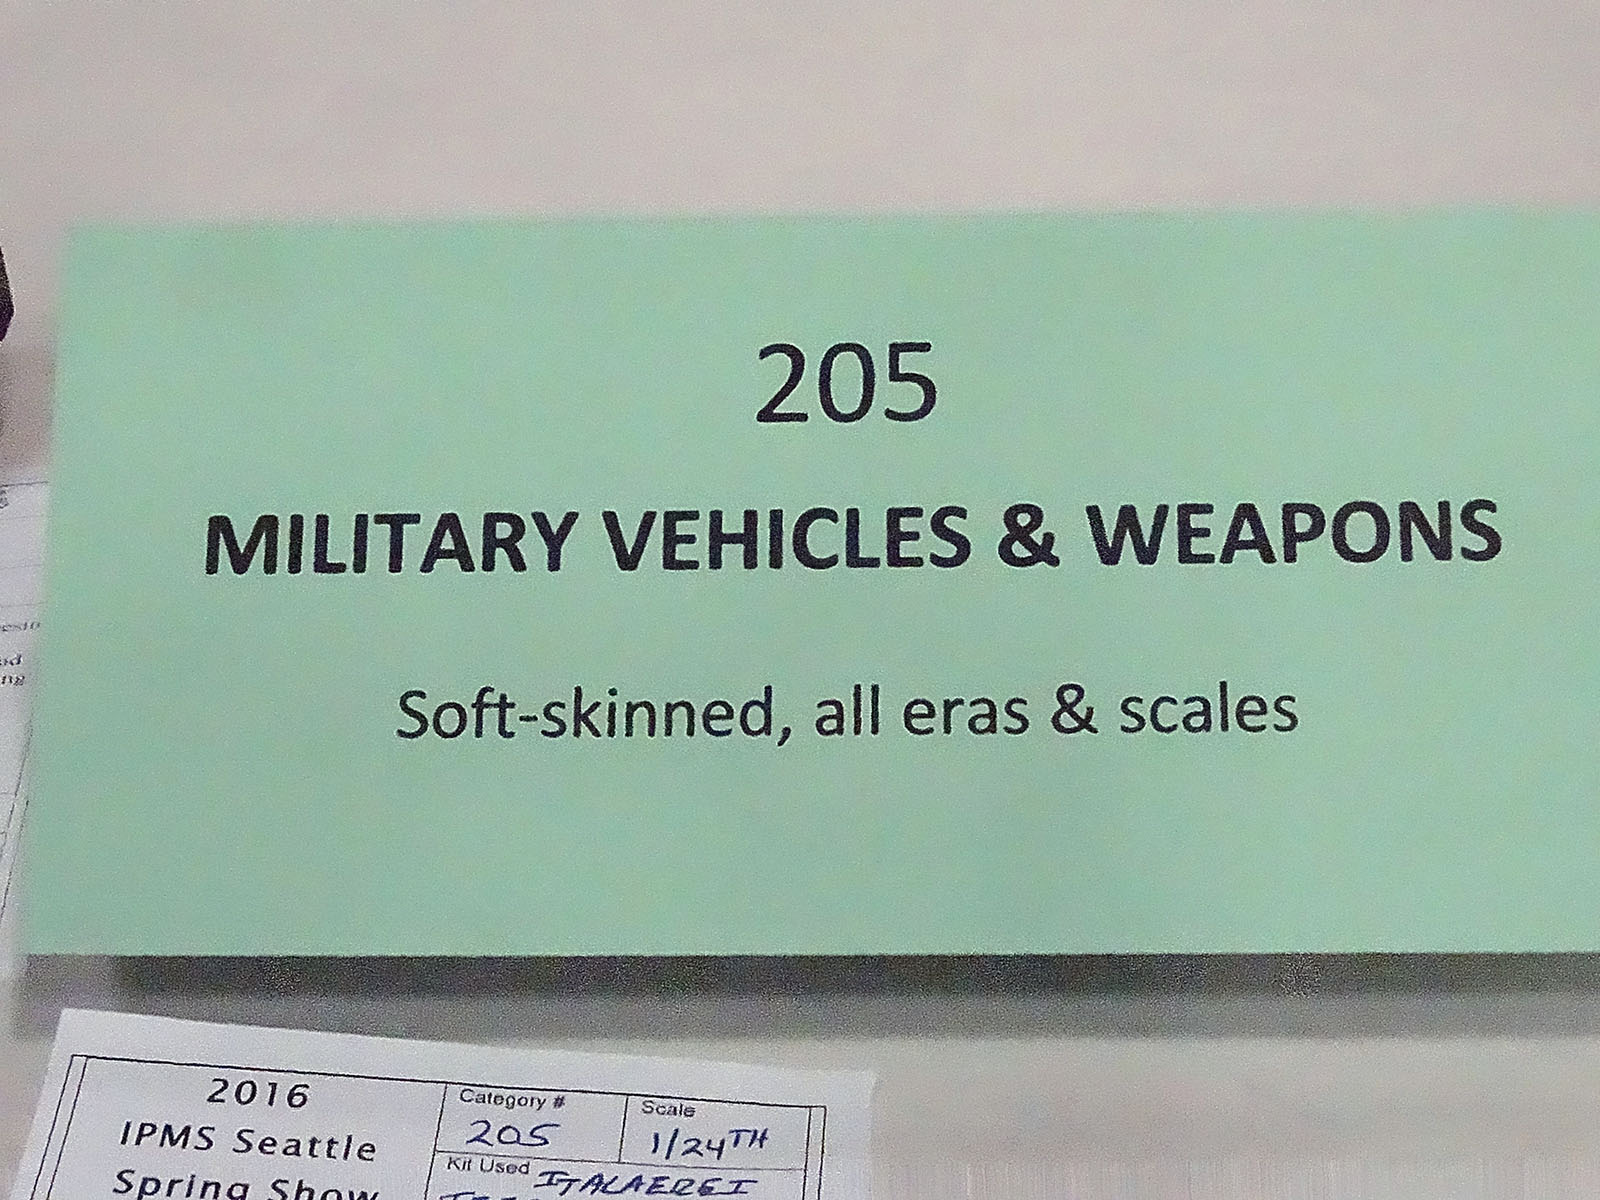 205
MILITARY VEHICLES & WEAPONS
Soft-skinned, all eras & scales
2016
IPMS Seattle
Spring Show
Category #
205
Scale
1/24TH
Kit Used ITALAEREI